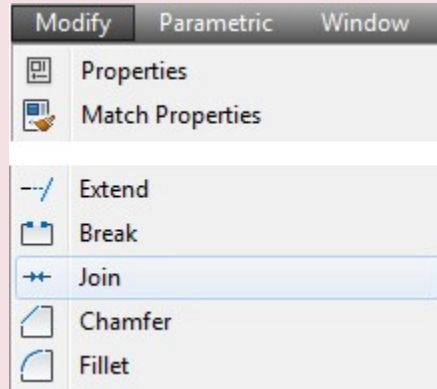 Modify Parametric Window
Properties
Match Properties
Extend
Break
Join
Chamfer
Fillet